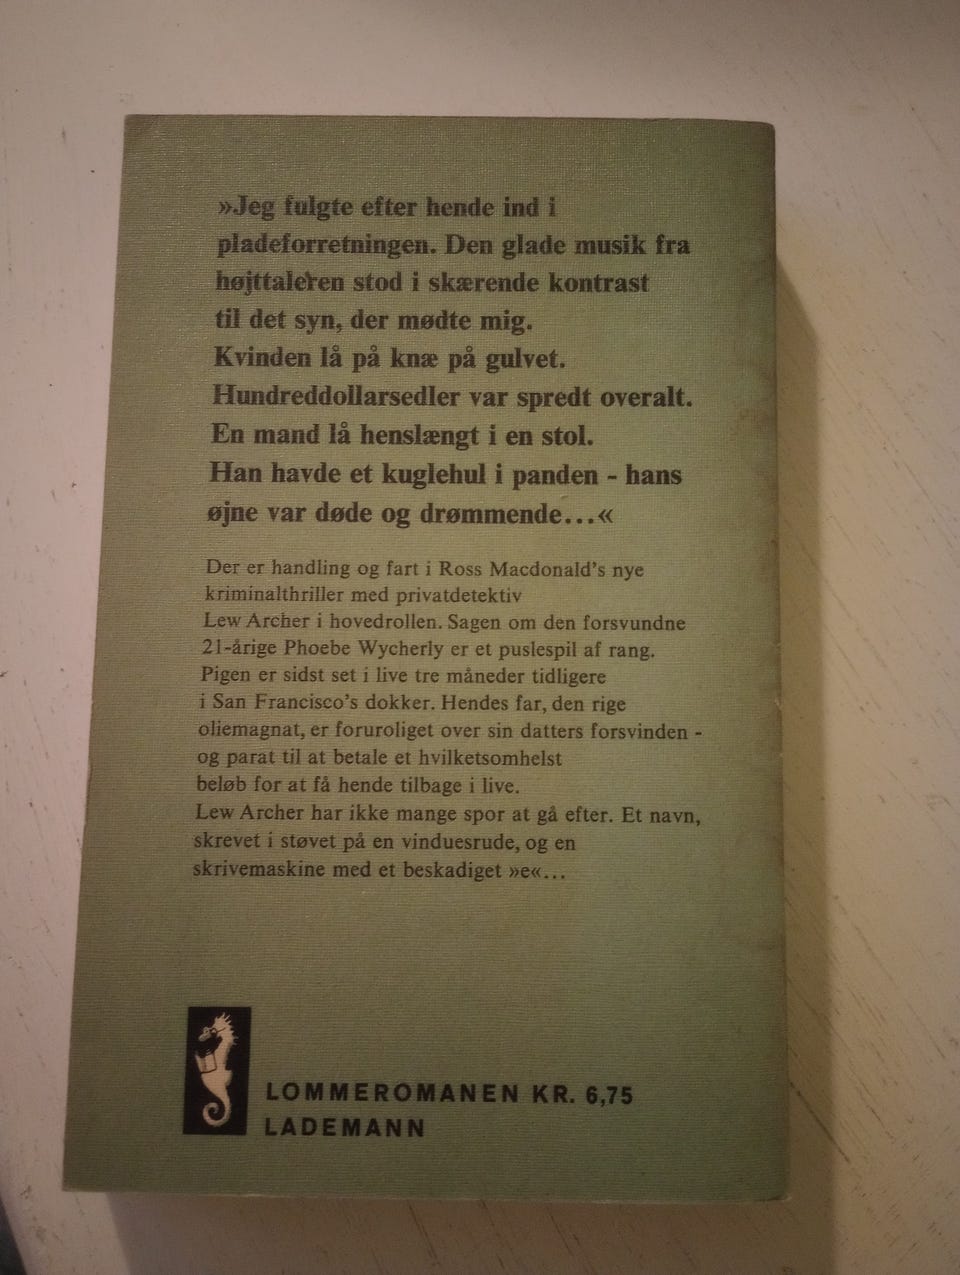 »Jeg fulgte efter hende ind i
pladeforretningen. Den glade musik fra
højttaleren stod i skærende kontrast
til det syn, der mødte mig.
Kvinden lå på knæ på gulvet.
Hundreddollarsedler var spredt overalt.
En mand lå henslængt i en stol.
Han havde et kuglehul i panden - hans
øjne var døde og drømmende...«
Der er handling og fart i Ross Macdonald's nye
kriminalthriller med privatdetektiv
Lew Archer i hovedrollen. Sagen om den forsvundne
21-årige Phoebe Wycherly er et puslespil af rang.
Pigen er sidst set i live tre måneder tidligere
i San Francisco's dokker. Hendes far, den rige
oliemagnat, er foruroliget over sin datters forsvinden -
og parat til at betale et hvilketsomhelst
beløb for at få hende tilbage i live.
Lew Archer har ikke mange spor at gå efter. Et navn,
skrevet i støvet på en vinduesrude, og en
skrivemaskine med et beskadiget »e«...
LOMMEROMANEN KR. 6,75
LADEMANN